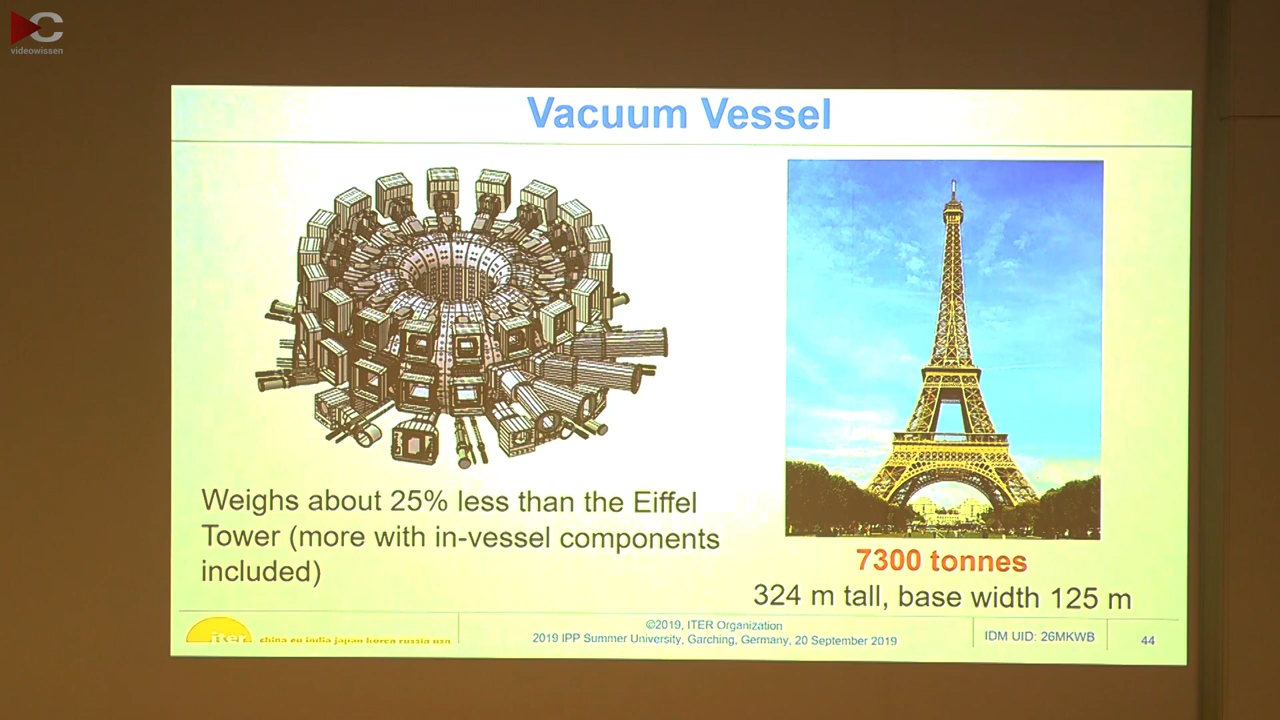 videowissen
Vacuum Vessel
Weighs about 25% less than the Eiffel
Tower (more with in-vessel components
included)
7300 tonnes
324 m tall, base width 125 m
iter
china eu india japan korea russia usa
©2019, ITER Organization
2019 IPP Summer University, Garching, Germany, 20 September 2019
IDM UID: 26MKWB
44